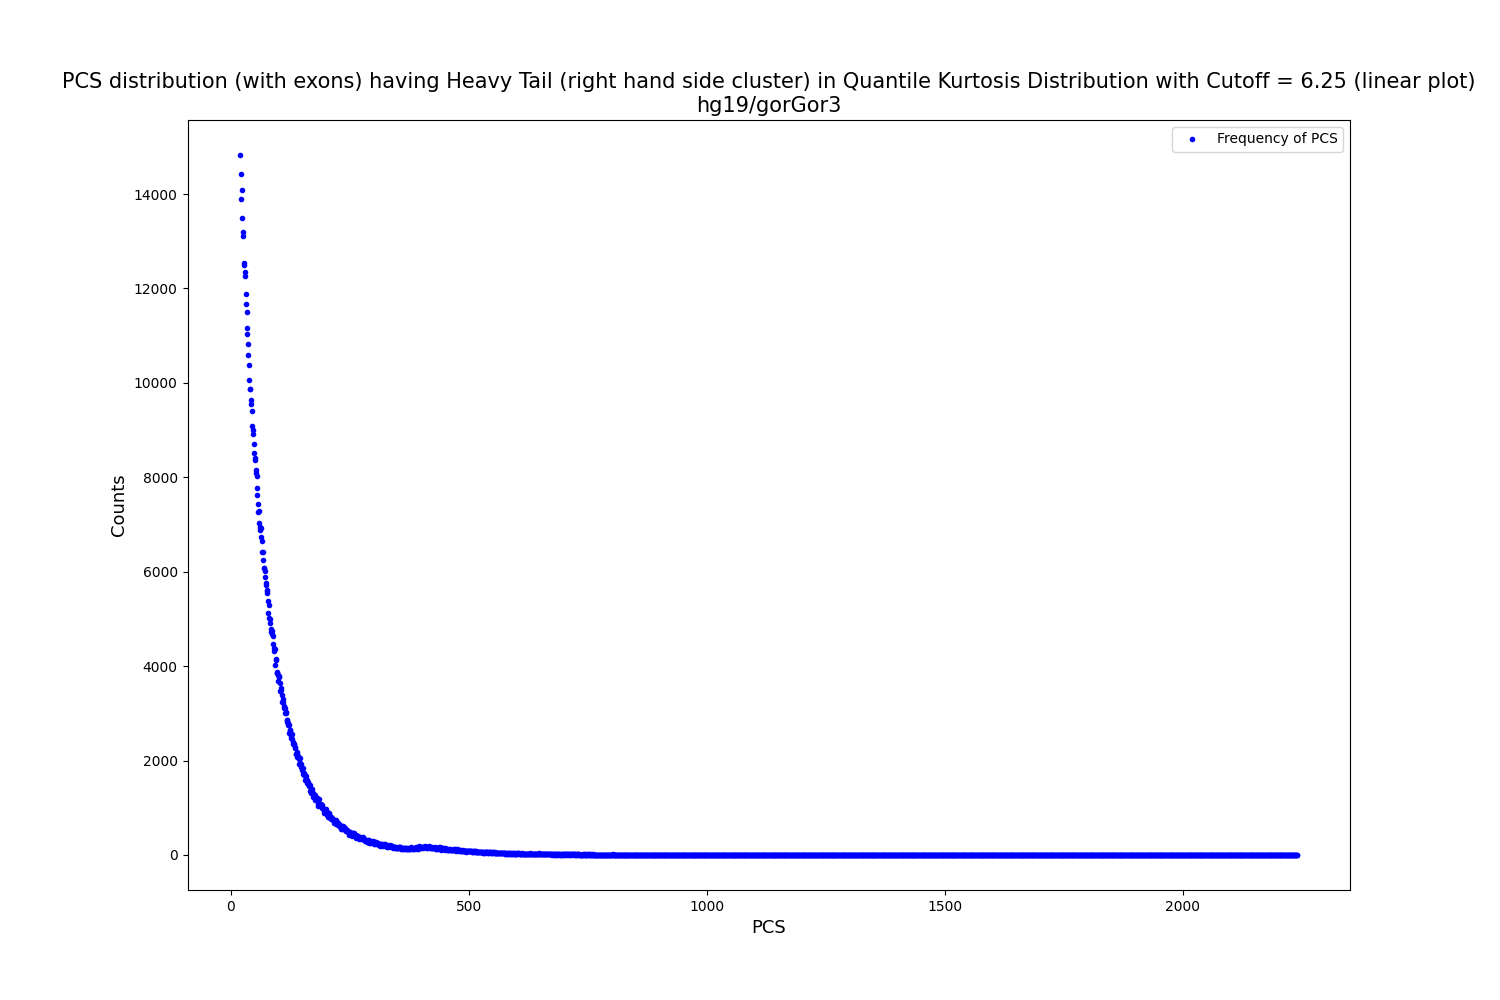 PCS distribution (with exons) having Heavy Tail (right hand side cluster) in Quantile Kurtosis Distribution with Cutoff = 6.25 (linear plot)
hg19/gorGor3
Frequency of PCS
14000
12000
10000
8000
6000
4000
2000
0
Counts
0 500 1000 1500 2000
PCS